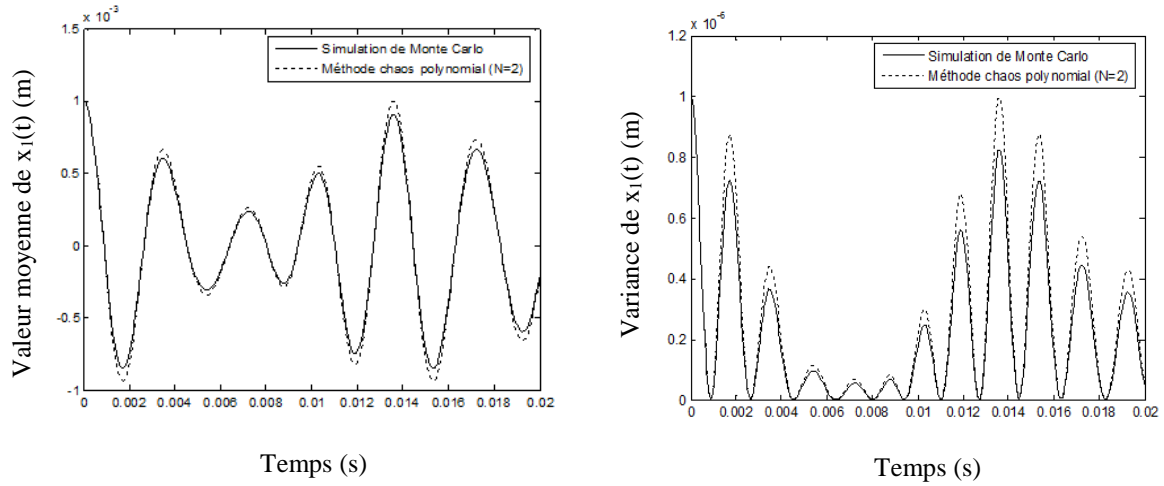 x 10⁻³
1.5
1
0.5
0
-0.5
-1
0 0.002 0.004 0.006 0.008 0.01 0.012 0.014 0.016 0.018 0.02
Simulation de Monte Carlo
Méthode chaos polynomial (N=2)
Valeur moyenne de x₁(t) (m)
Temps (s)
x 10⁻⁶
1.2
1
0.8
0.6
0.4
0.2
0
0 0.002 0.004 0.006 0.008 0.01 0.012 0.014 0.016 0.018 0.02
Simulation de Monte Carlo
Méthode chaos polynomial (N=2)
Variance de x₁(t) (m)
Temps (s)